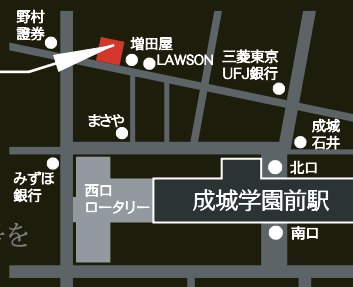 野村
證券
増田屋
LAWSON
三菱東京
UFJ銀行
まさや
成城
石井
みずほ
銀行
北口
西口
ロータリー
成城学園前駅
南口
を